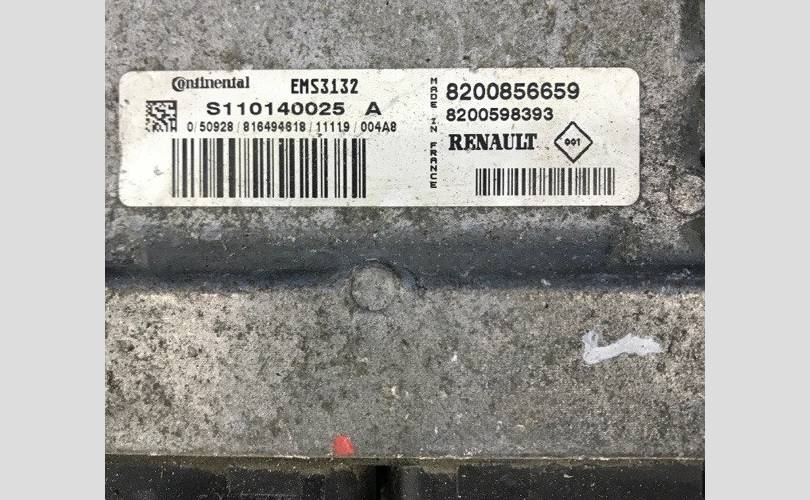 Continental EMS3132
S110140025 A
0/50928/816494618/11119/004A8
MADE IN FRANCE
8200856659
8200598393
RENAULT 001